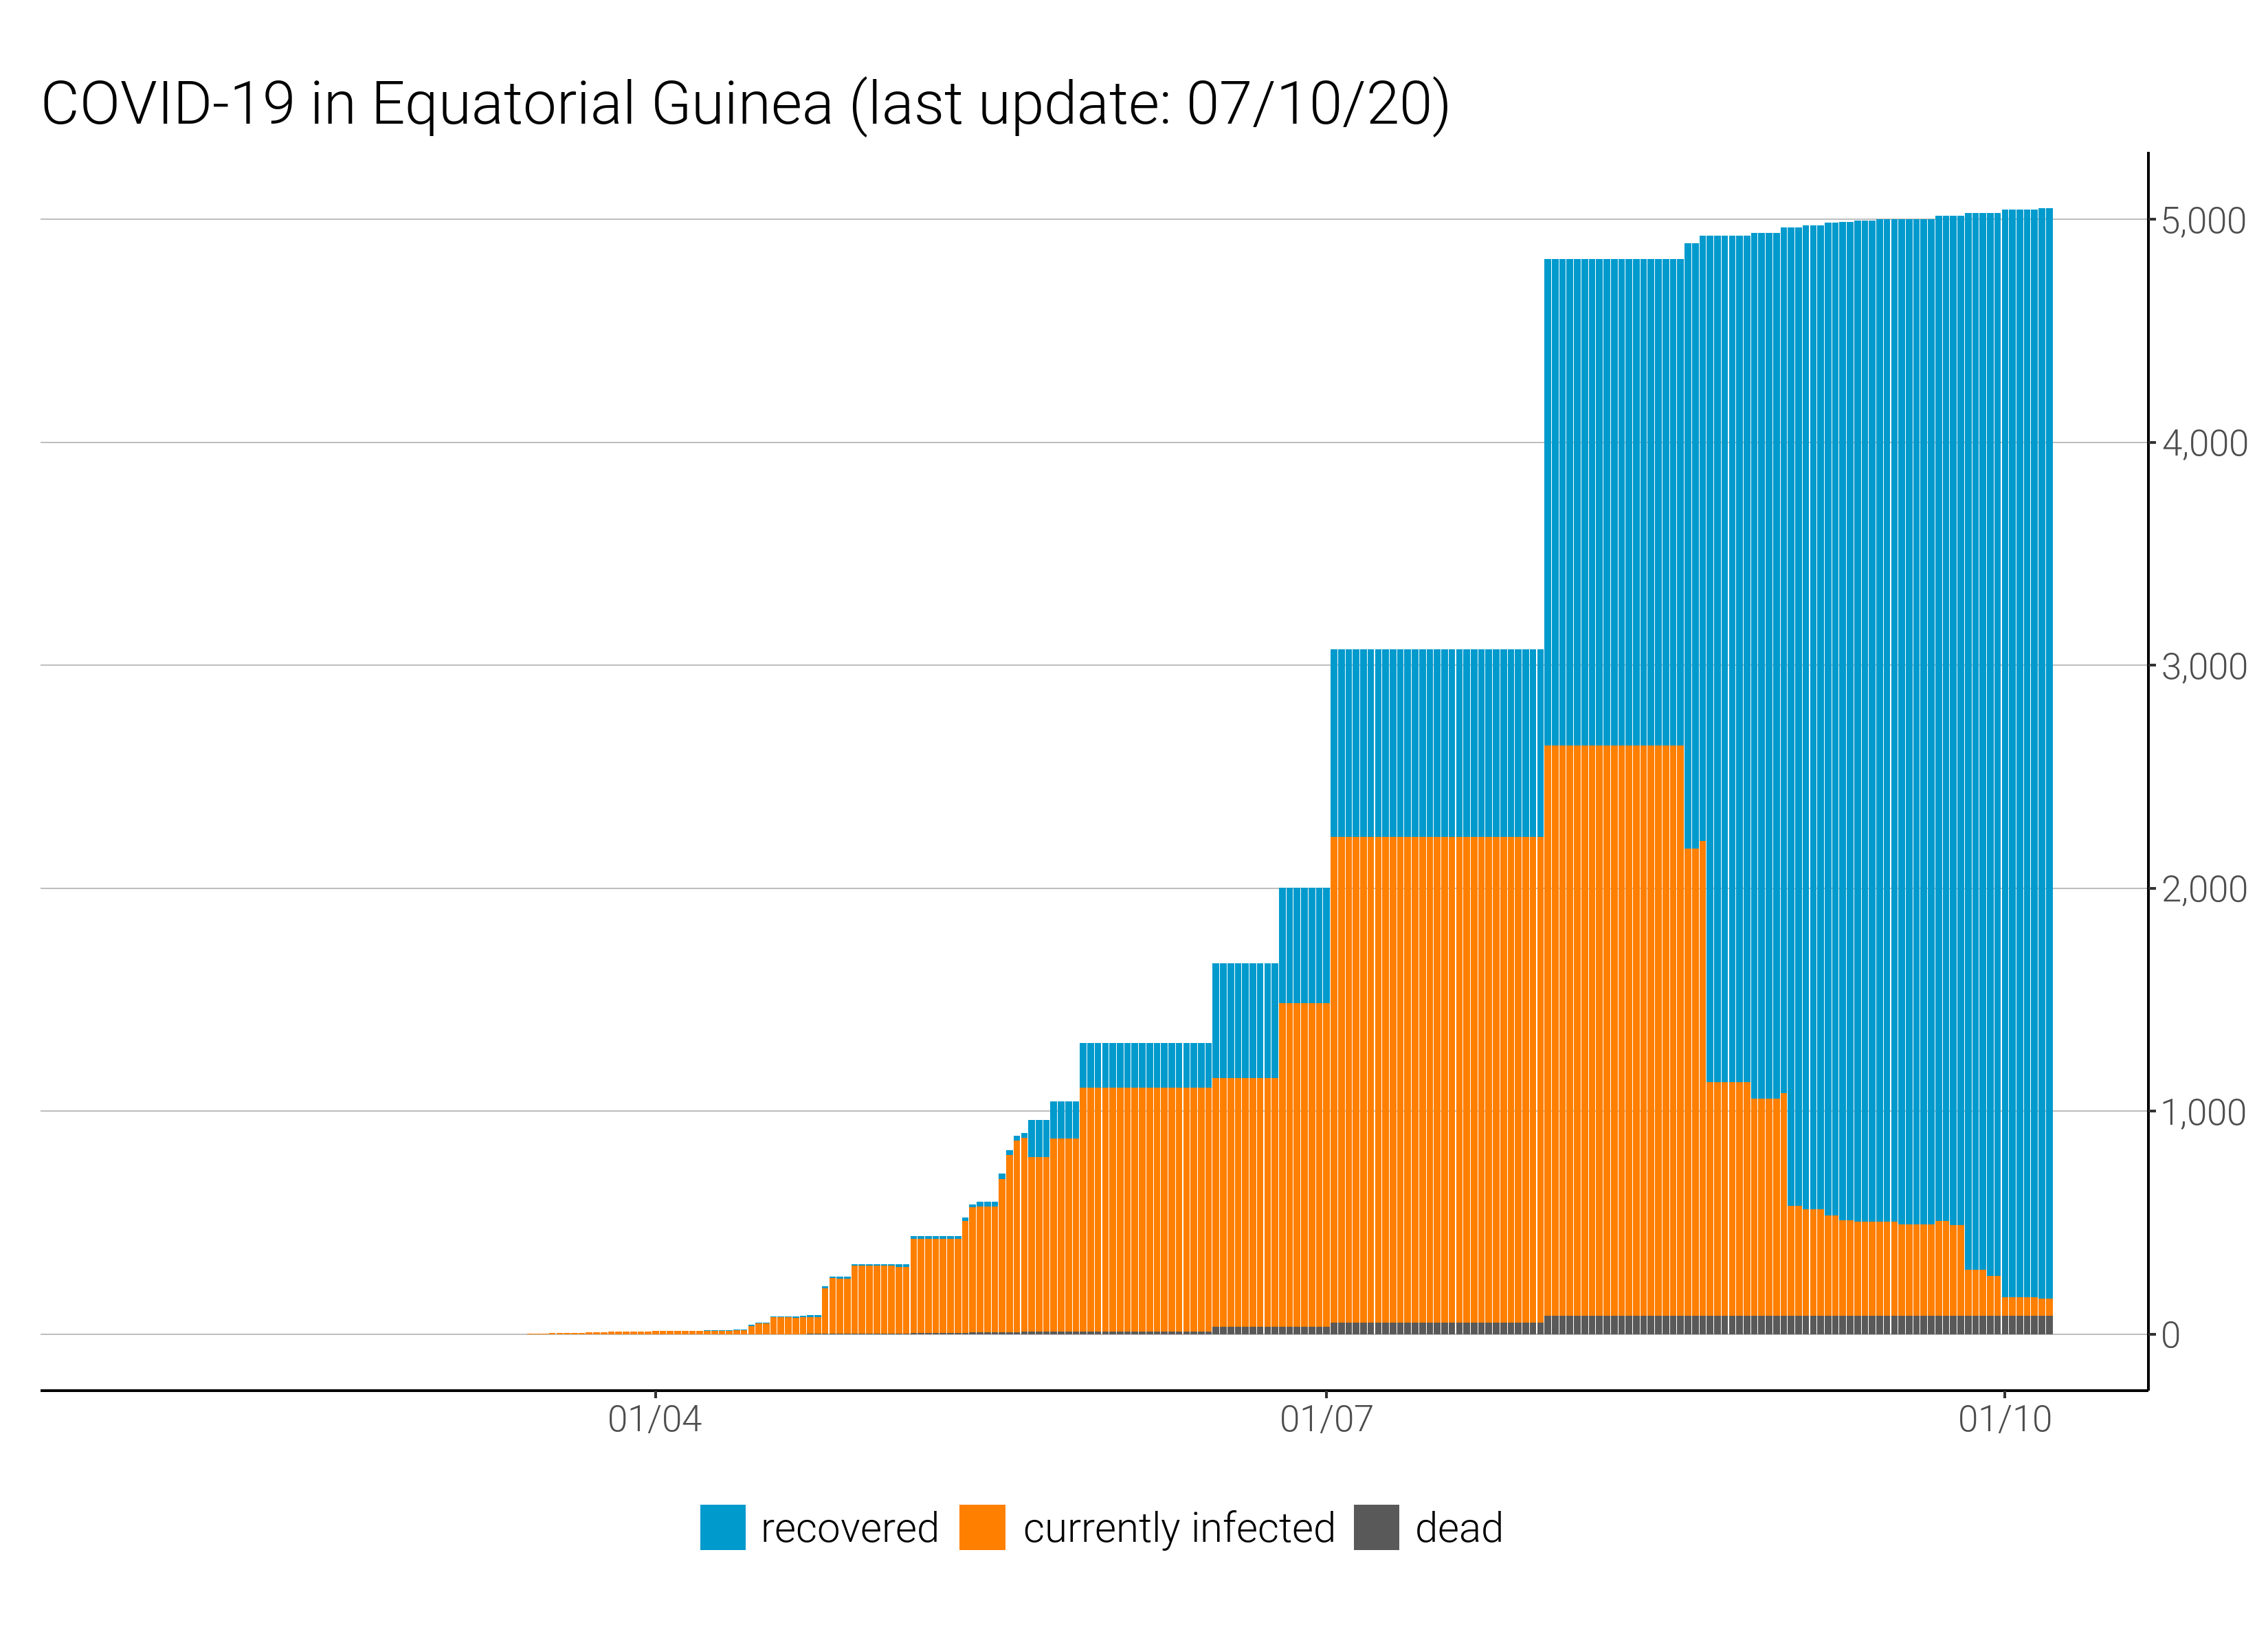 COVID-19 in Equatorial Guinea (last update: 07/10/20)
5,000
4,000
3,000
2,000
1,000
0
01/04 01/07 01/10
recovered currently infected dead